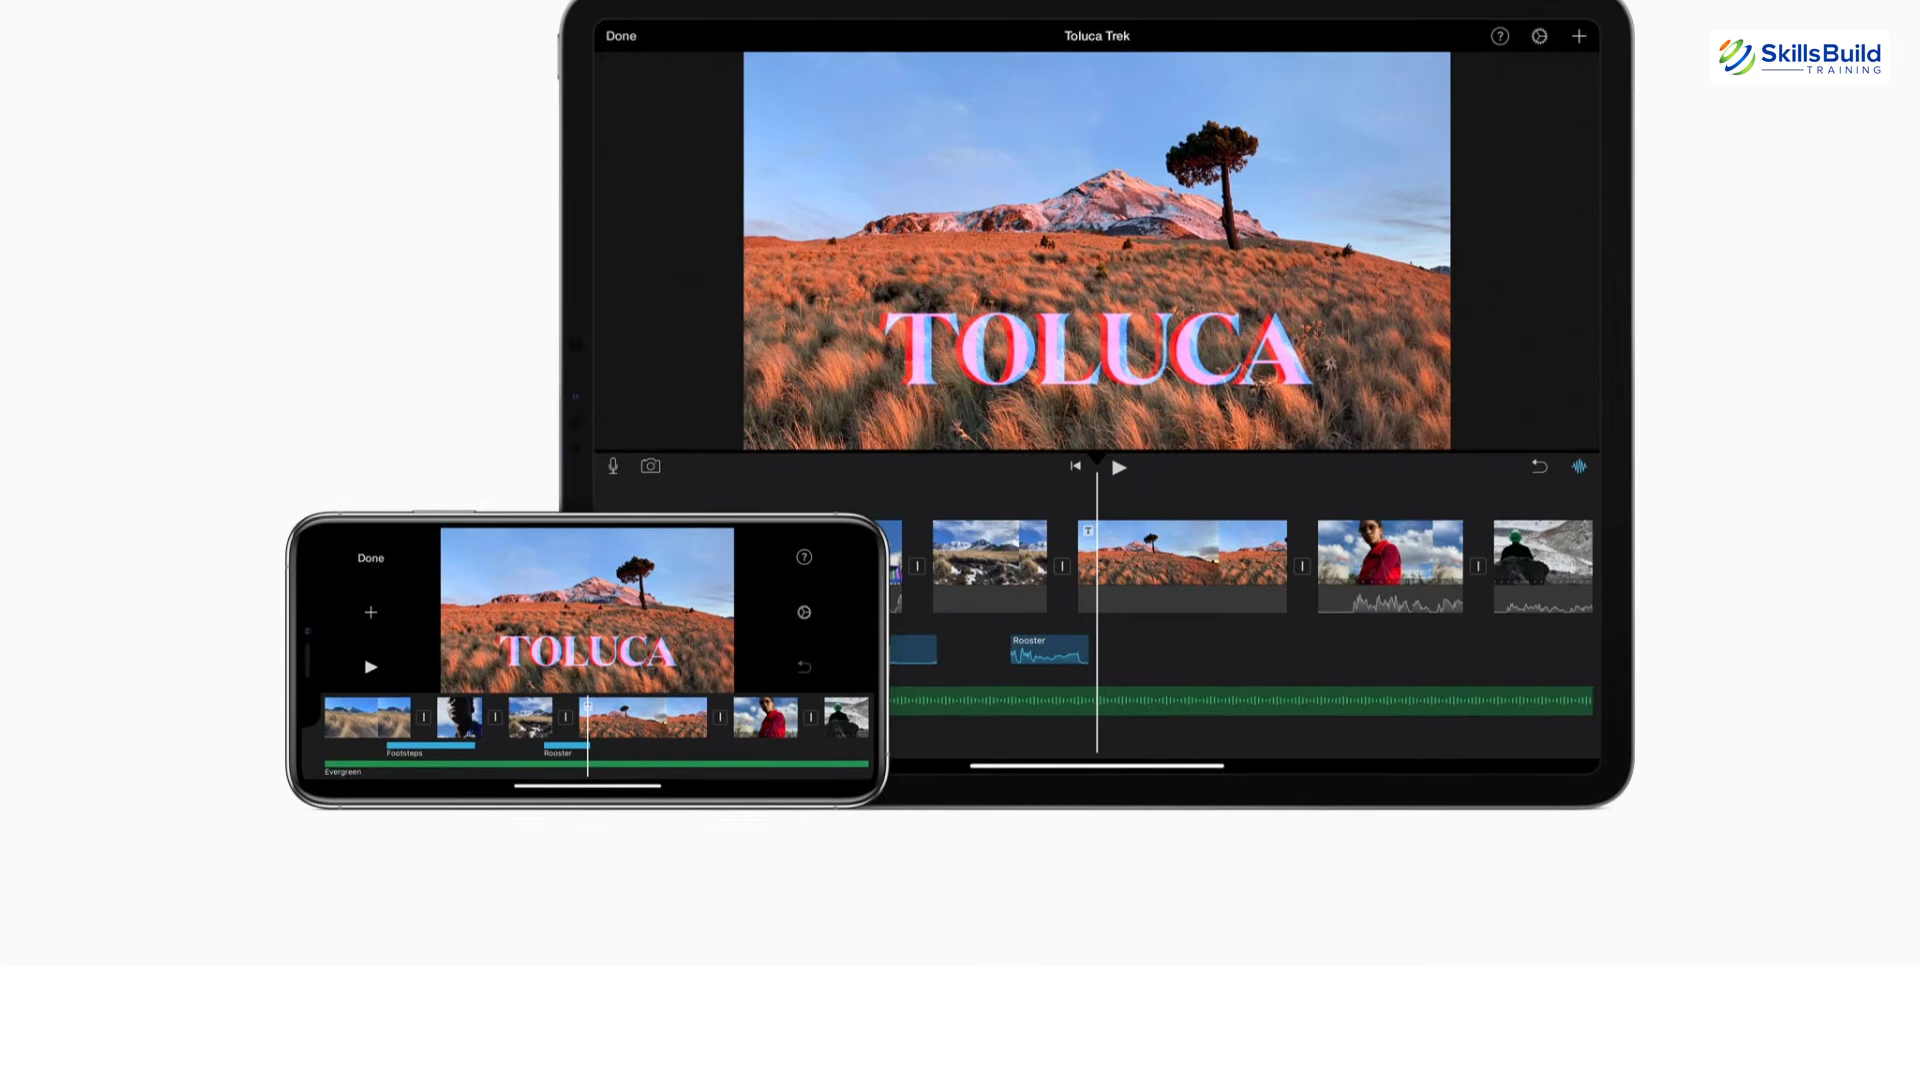 Done
Toluca Trek
SkillsBuild
TRAINING
TOLUCA
T
Rooster
Done
TOLUCA
Footsteps
Rooster
Evergreen